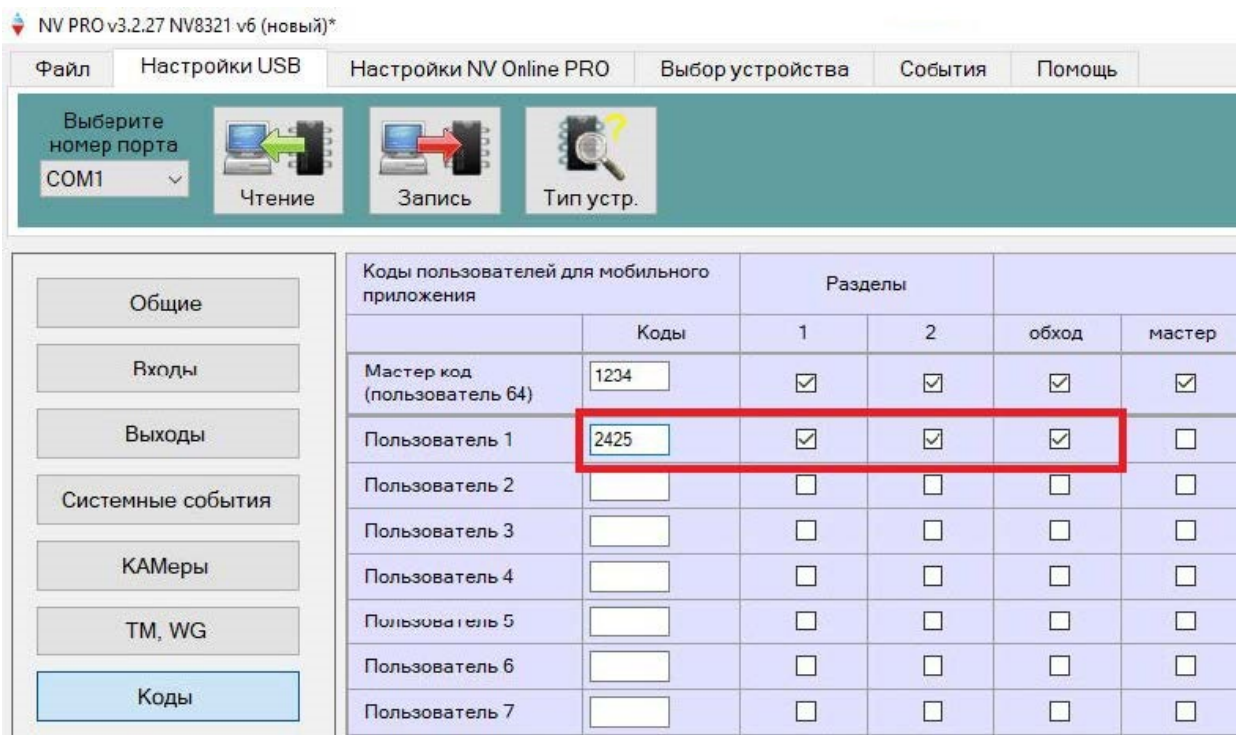 NV PRO v3.2.27 NV8321 v6 (новый)*
Файл Настройки USB Настройки NV Online PRO Выбор устройства События Помощь
Выберите
номер порта
COM1
Чтение Запись Тип устр.
Коды пользователей для мобильного
приложения
Разделы
Коды 1 2 обход мастер
Мастер код
(пользователь 64)
1234
Пользователь 1 2425
Пользователь 2
Пользователь 3
Пользователь 4
Пользователь 5
Пользователь 6
Пользователь 7
Общие
Входы
Выходы
Системные события
КАМеры
TM, WG
Коды